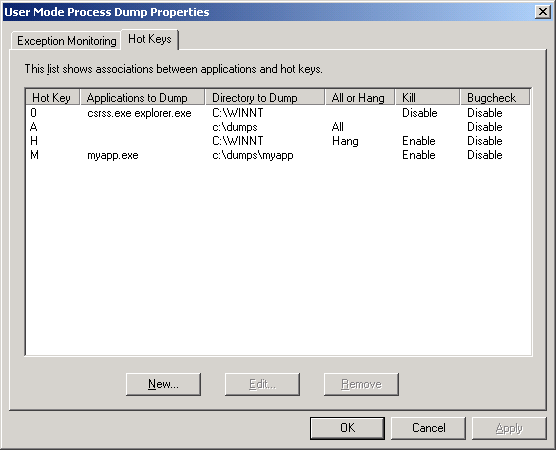 User Mode Process Dump Properties
Exception Monitoring Hot Keys
This list shows associations between applications and hot keys.
Hot Key Applications to Dump Directory to Dump All or Hang Kill Bugcheck
0 csrss.exe explorer.exe C:\WINNT Disable Disable
A c:\dumps All Disable
H C:\WINNT Hang Enable Disable
M myapp.exe c:\dumps\myapp Enable Disable
New... Edit... Remove
OK Cancel Apply